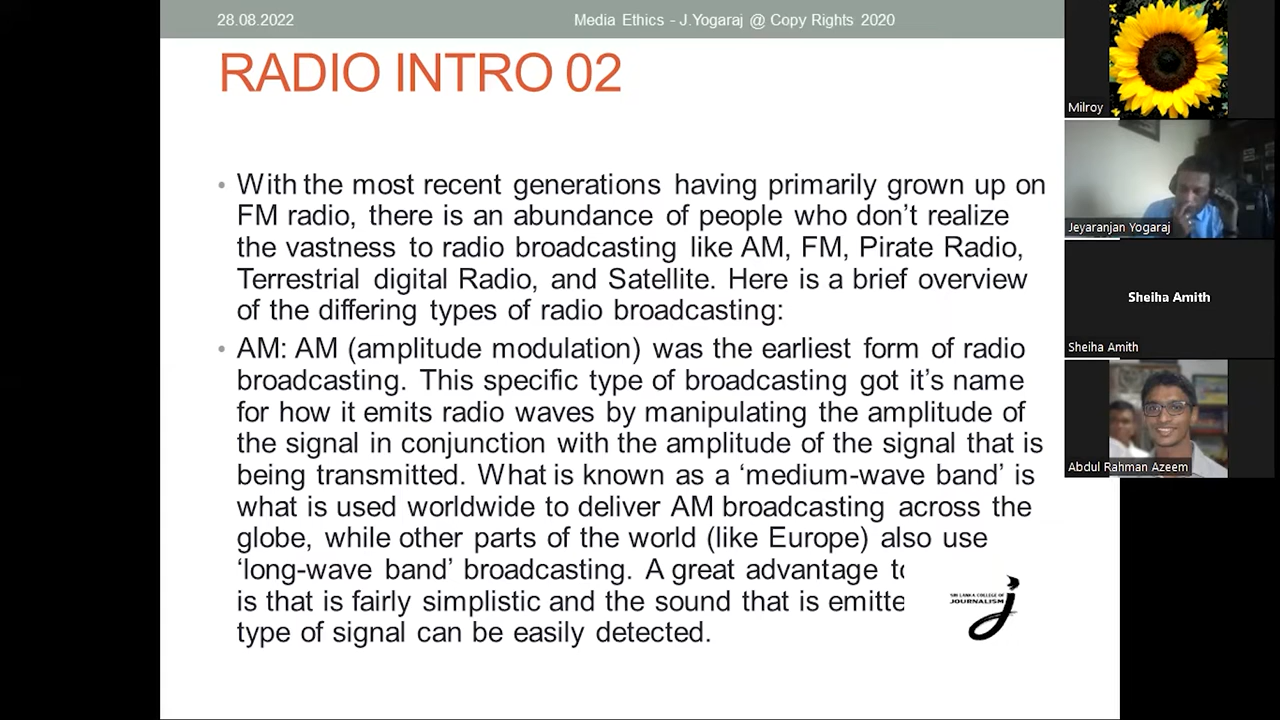 28.08.2022
Media Ethics - J.Yogaraj @ Copy Rights 2020
RADIO INTRO 02
• With the most recent generations having primarily grown up on
FM radio, there is an abundance of people who don't realize
the vastness to radio broadcasting like AM, FM, Pirate Radio,
Terrestrial digital Radio, and Satellite. Here is a brief overview
of the differing types of radio broadcasting:
• AM: AM (amplitude modulation) was the earliest form of radio
broadcasting. This specific type of broadcasting got it's name
for how it emits radio waves by manipulating the amplitude of
the signal in conjunction with the amplitude of the signal that is
being transmitted. What is known as a 'medium-wave band' is
what is used worldwide to deliver AM broadcasting across the
globe, while other parts of the world (like Europe) also use
'long-wave band' broadcasting. A great advantage
is that is fairly simplistic and the sound that is
type of signal can be easily detected.
SRI LANKA COLLEGE OF
JOURNALISM
Milroy
Jeyaranjan Yogaraj
Sheiha Amith
Sheiha Amith
Abdul Rahman Azeem